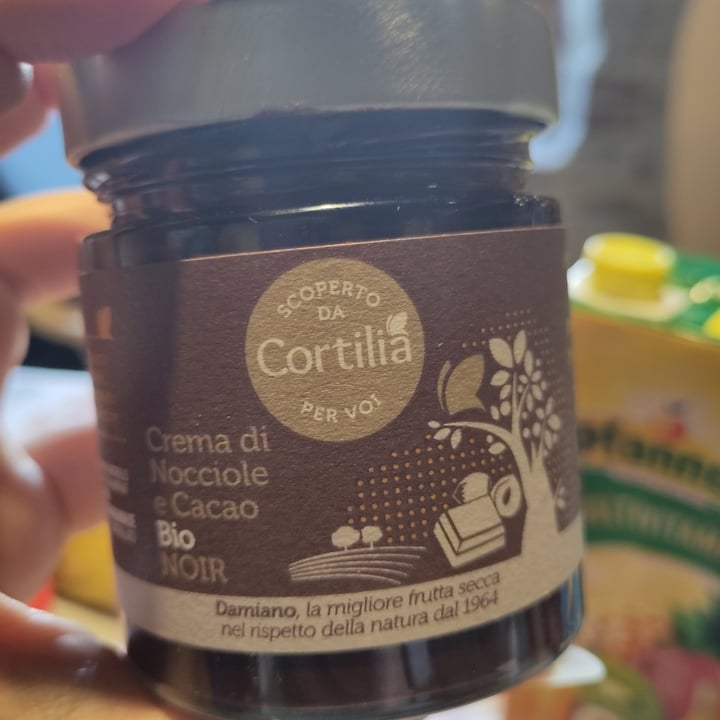 SCOPERTO
DA
Cortilia
PER VOI
Crema di
Nocciole
e Cacao
Bio
NOIR
Damiano, la migliore frutta secca
nel rispetto della natura dal 1964